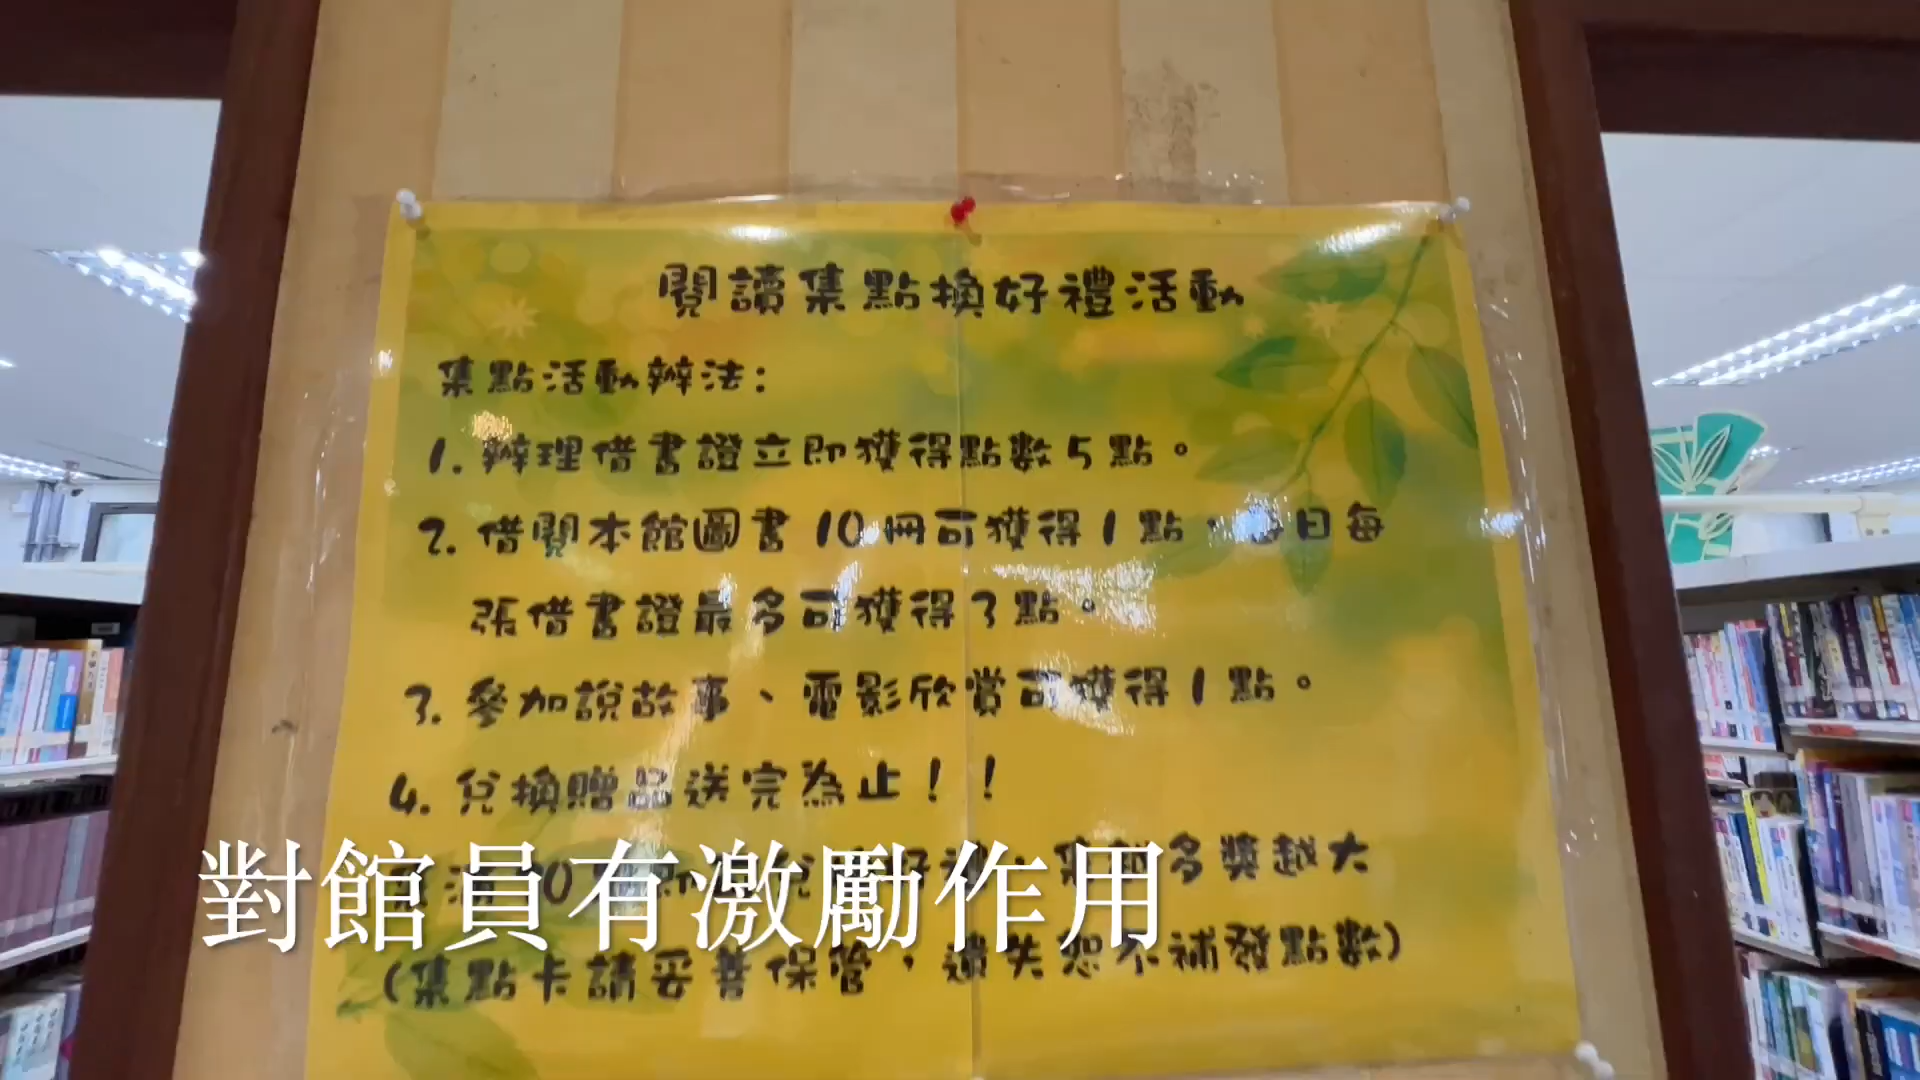 閱讀集點換好禮活動
集點活動辦法:
1. 辦理借書證立即獲得點數5點。
2. 借閱本館圖書10冊可獲得1點,每日每
張借書證最多可獲得3點。
3. 參加說故事、電影欣賞可獲得1點。
4. 兌換贈品送完為止!!
多獎越大
對館員有激勵作用
(集點卡請妥善保管,遺失恕不補發點數)